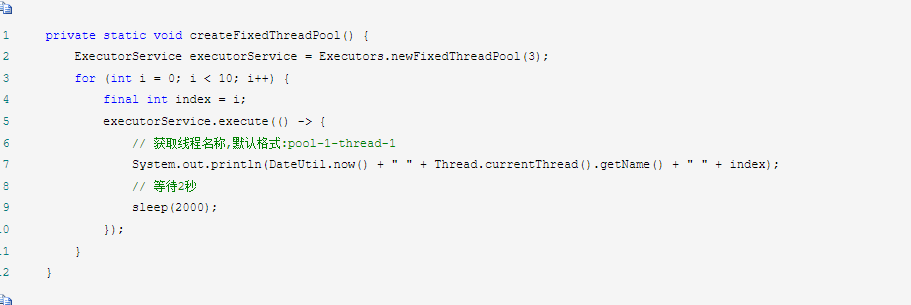 1 private static void createFixedThreadPool() {
2 ExecutorService executorService = Executors.newFixedThreadPool(3);
3 for (int i = 0; i < 10; i++) {
4 final int index = i;
5 executorService.execute(() -> {
6 // 获取线程名称,默认格式:pool-1-thread-1
7 System.out.println(DateUtil.now() + " " + Thread.currentThread().getName() + " " + index);
8 // 等待2秒
9 sleep(2000);
10 });
11 }
12 }